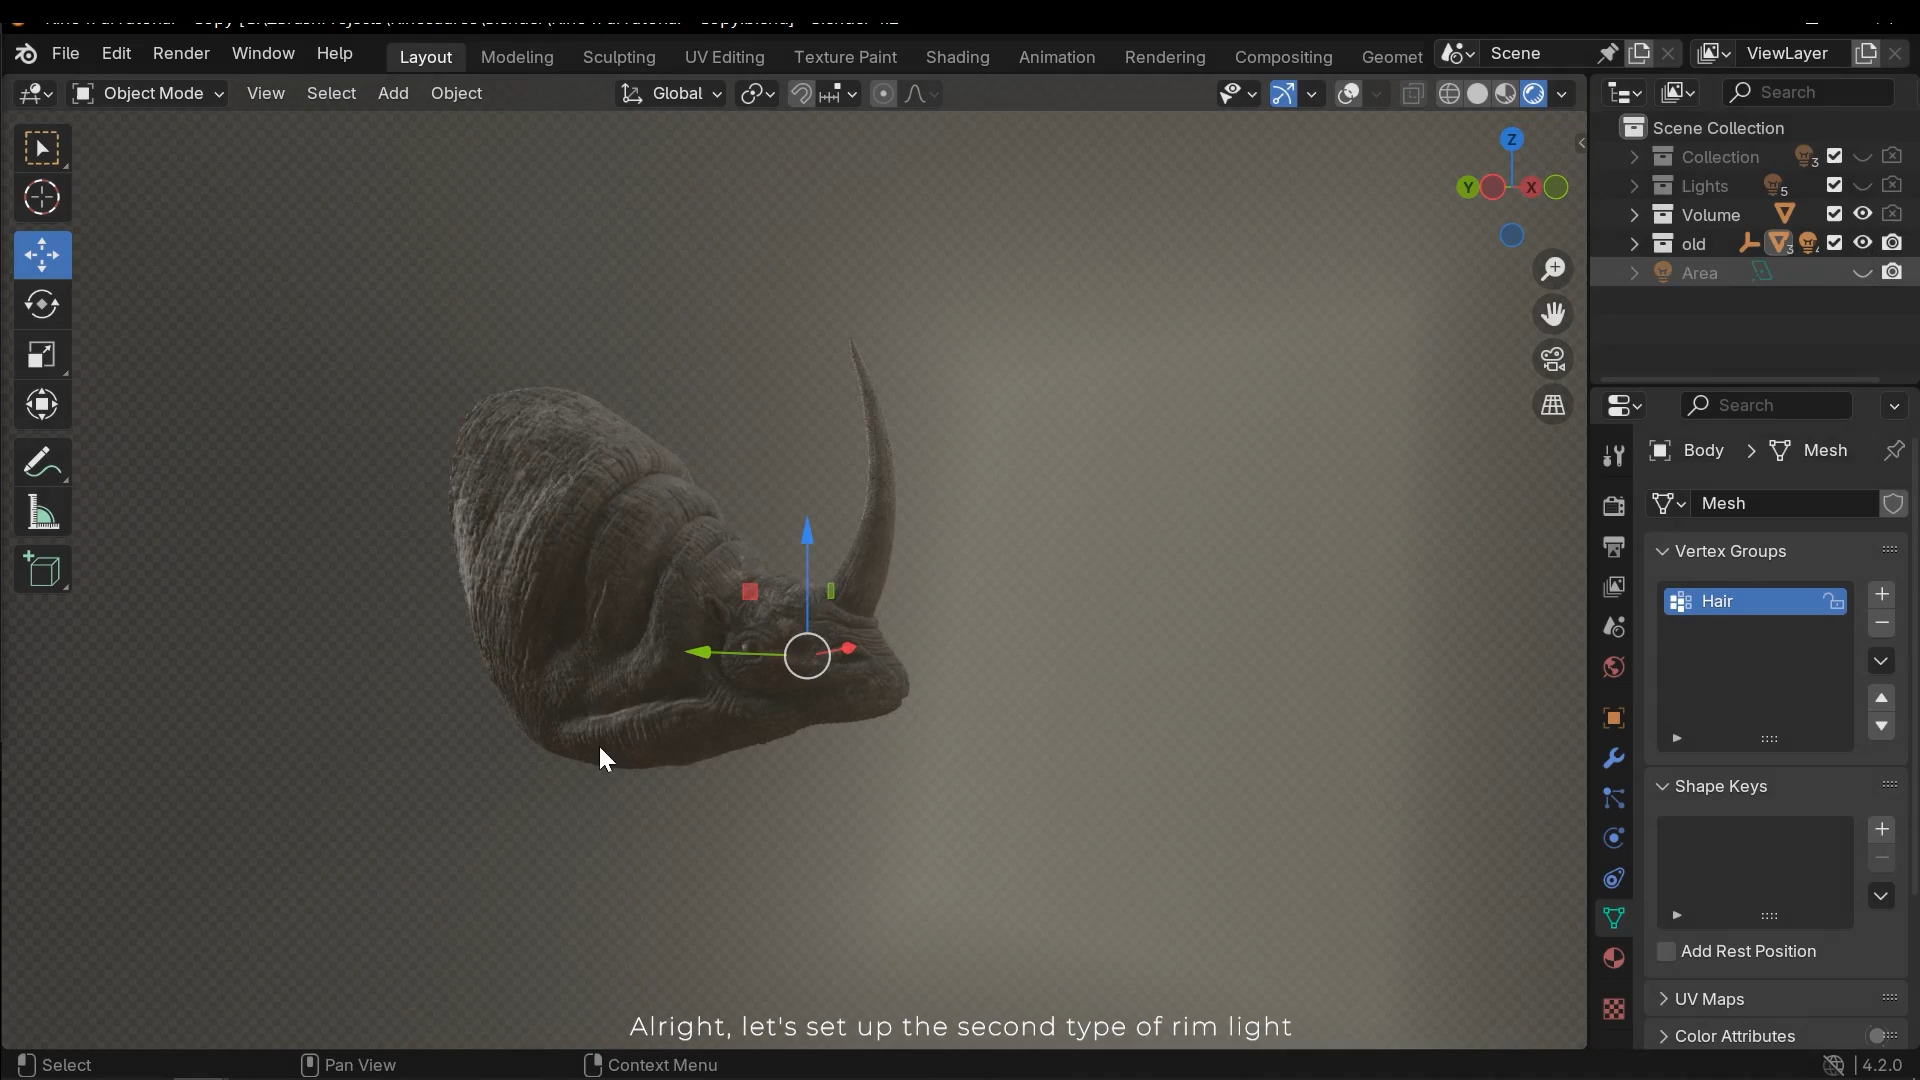 File Edit Render Window Help Layout Modeling Sculpting UV Editing Texture Paint Shading Animation Rendering Compositing Geomet Scene ViewLayer
Object Mode View Select Add Object Global Search
Scene Collection
Collection 3
Lights 5
Volume
old 3
Area
Z
Y X
Search
Body Mesh
Mesh
Vertex Groups
Hair
Shape Keys
Add Rest Position
UV Maps
Color Attributes
Alright, let's set up the second type of rim light
Select Pan View Context Menu 4.2.0